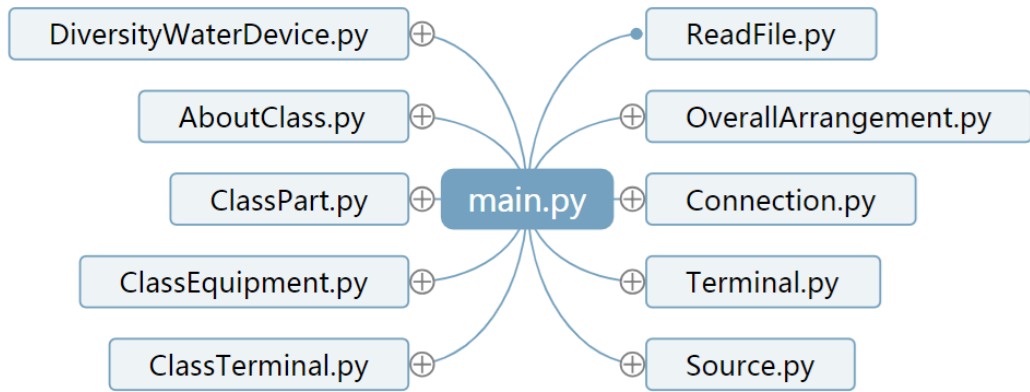 DiversityWaterDevice.py
AboutClass.py
ClassPart.py
ClassEquipment.py
ClassTerminal.py
main.py
ReadFile.py
OverallArrangement.py
Connection.py
Terminal.py
Source.py